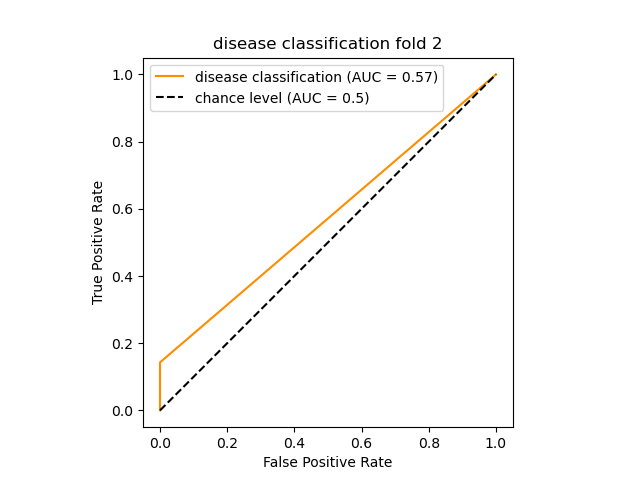 disease classification fold 2
disease classification (AUC = 0.57)
chance level (AUC = 0.5)
True Positive Rate
1.0
0.8
0.6
0.4
0.2
0.0
0.0 0.2 0.4 0.6 0.8 1.0
False Positive Rate